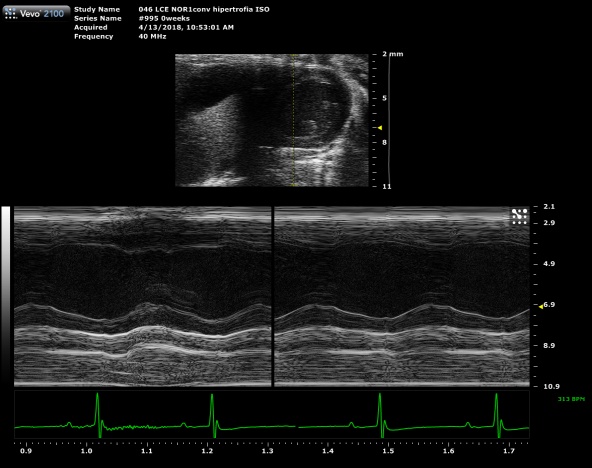 Vevo 2100
Study Name 046 LCE NOR1conv hipertrofia ISO
Series Name #995 0weeks
Acquired 4/13/2018, 10:53:01 AM
Frequency 40 MHz
2 mm
5
8
11
2.1
2.9
4.9
6.9
8.9
10.9
313 BPM
0.9 1.0 1.1 1.2 1.3 1.4 1.5 1.6 1.7